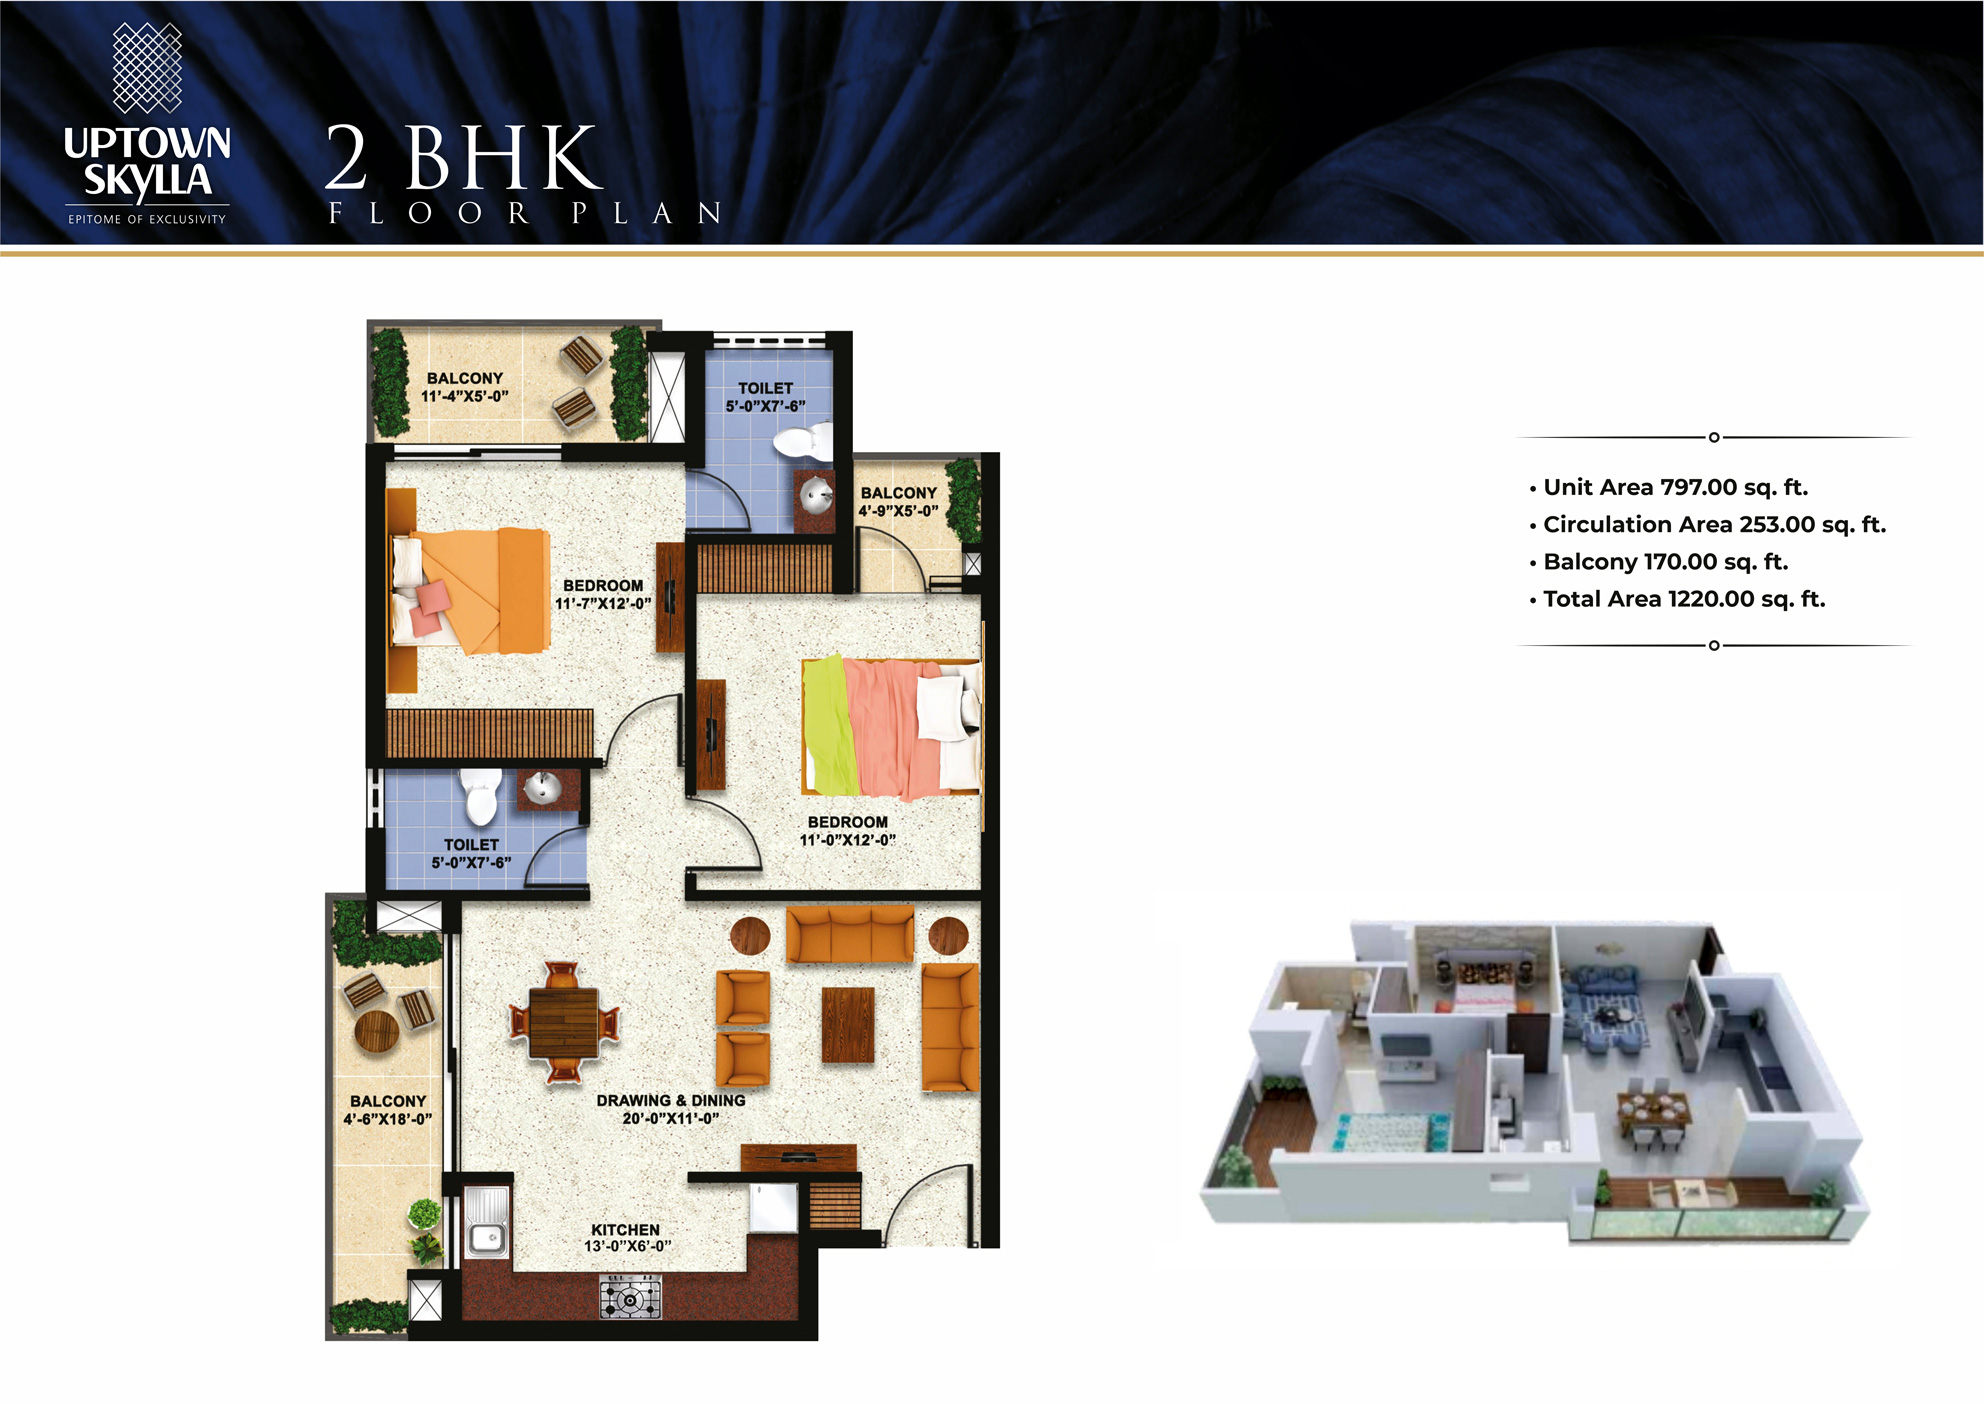 UPTOWN
SKYLLA
EPITOME OF EXCLUSIVITY
2 BHK
FLOOR PLAN
BALCONY
11’-4”X5’-0”
TOILET
5’-0”X7’-6”
BALCONY
4’-9”X5’-0”
BEDROOM
11’-7”X12’-0”
BEDROOM
11’-0”X12’-0”
TOILET
5’-0”X7’-6”
DRAWING & DINING
20’-0”X11’-0”
BALCONY
4’-6”X18’-0”
KITCHEN
13’-0”X6’-0”
• Unit Area 797.00 sq. ft.
• Circulation Area 253.00 sq. ft.
• Balcony 170.00 sq. ft.
• Total Area 1220.00 sq. ft.